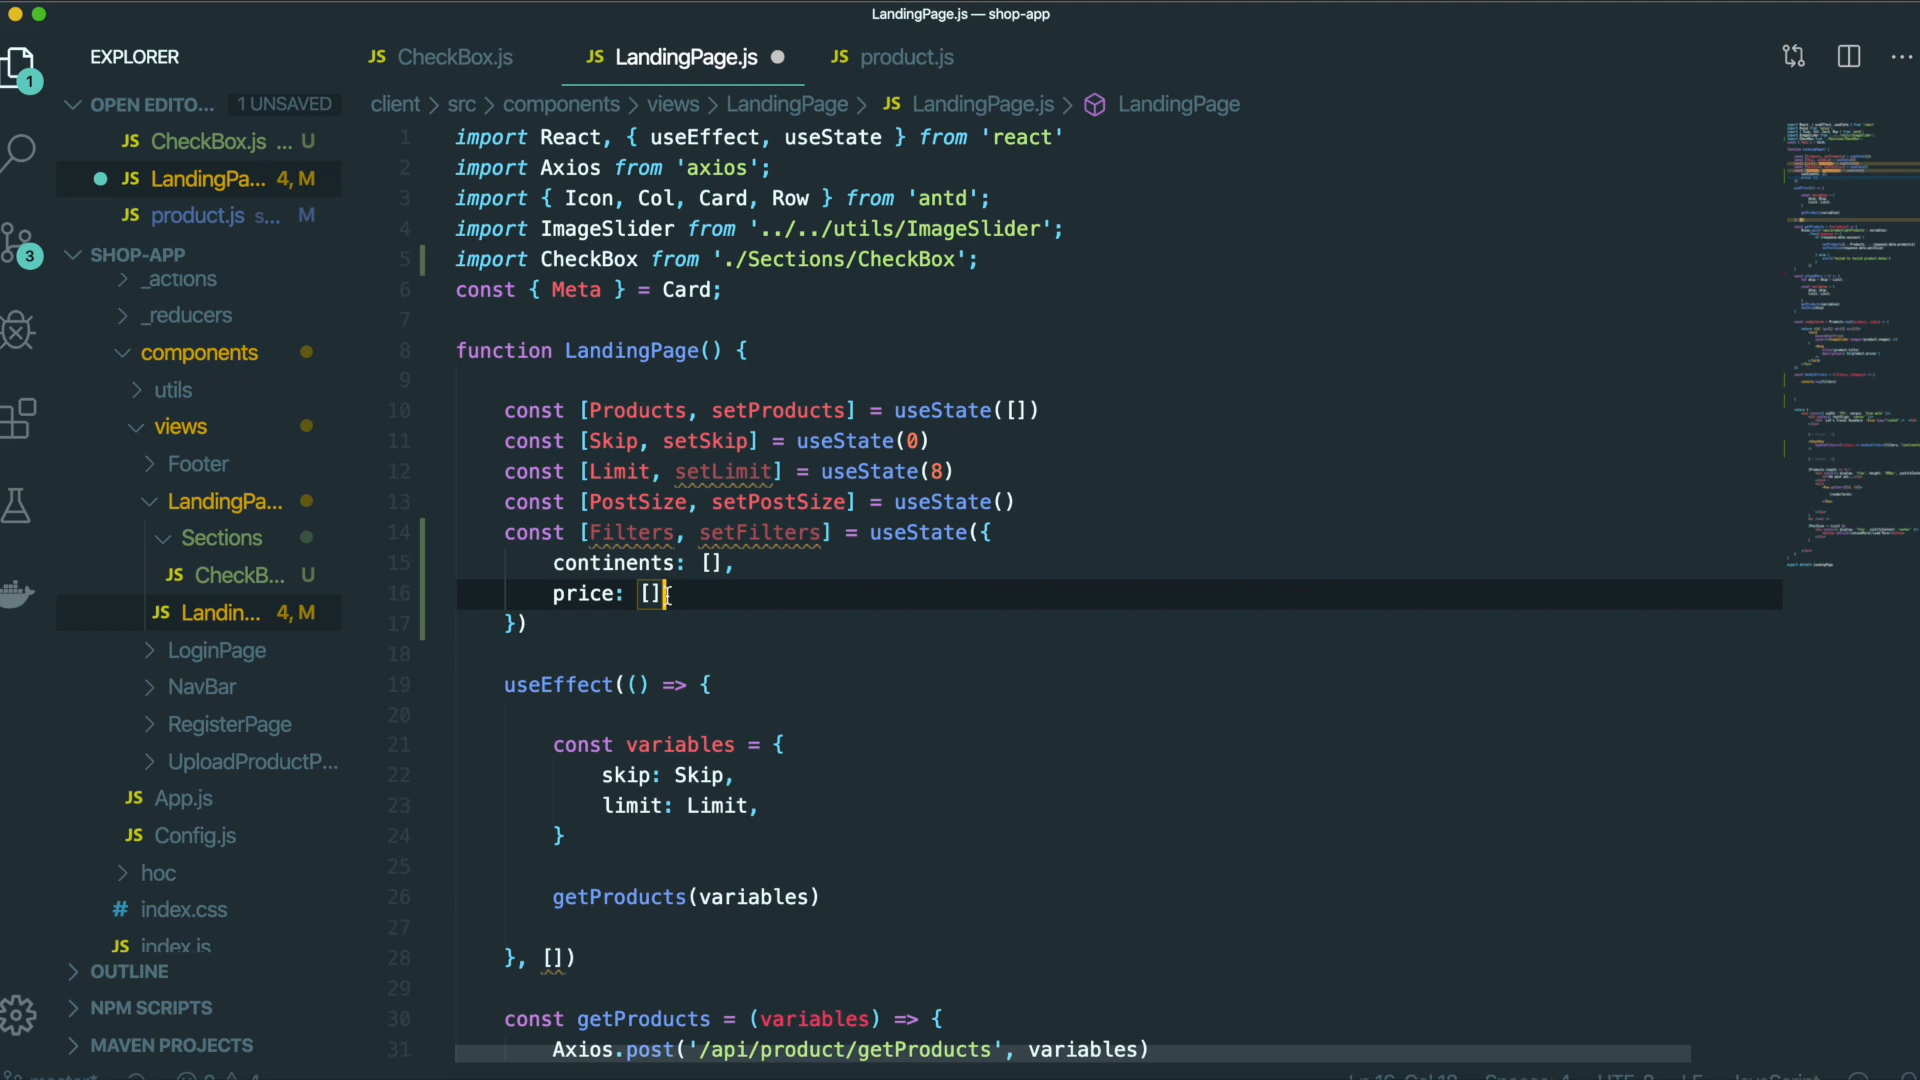 LandingPage.js — shop-app
EXPLORER
JS CheckBox.js
JS LandingPage.js
JS product.js
1
OPEN EDITO... 1 UNSAVED
client > src > components > views > LandingPage > JS LandingPage.js > LandingPage
JS CheckBox.js ... U
JS LandingPa... 4, M
JS product.js s... M
3
SHOP-APP
_actions
_reducers
components
utils
views
Footer
LandingPa...
Sections
JS CheckB... U
JS Landin... 4, M
LoginPage
NavBar
RegisterPage
UploadProductP...
JS App.js
JS Config.js
hoc
# index.css
JS index.js
OUTLINE
NPM SCRIPTS
MAVEN PROJECTS
1 import React, { useEffect, useState } from 'react'
2 import Axios from 'axios';
3 import { Icon, Col, Card, Row } from 'antd';
4 import ImageSlider from '../../utils/ImageSlider';
5 import CheckBox from './Sections/CheckBox';
6 const { Meta } = Card;
7
8 function LandingPage() {
9
10 const [Products, setProducts] = useState([])
11 const [Skip, setSkip] = useState(0)
12 const [Limit, setLimit] = useState(8)
13 const [PostSize, setPostSize] = useState()
14 const [Filters, setFilters] = useState({
15 continents: [],
16 price: []
17 })
18
19 useEffect(() => {
20
21 const variables = {
22 skip: Skip,
23 limit: Limit,
24 }
25
26 getProducts(variables)
27
28 }, [])
29
30 const getProducts = (variables) => {
31 Axios.post('/api/product/getProducts', variables)